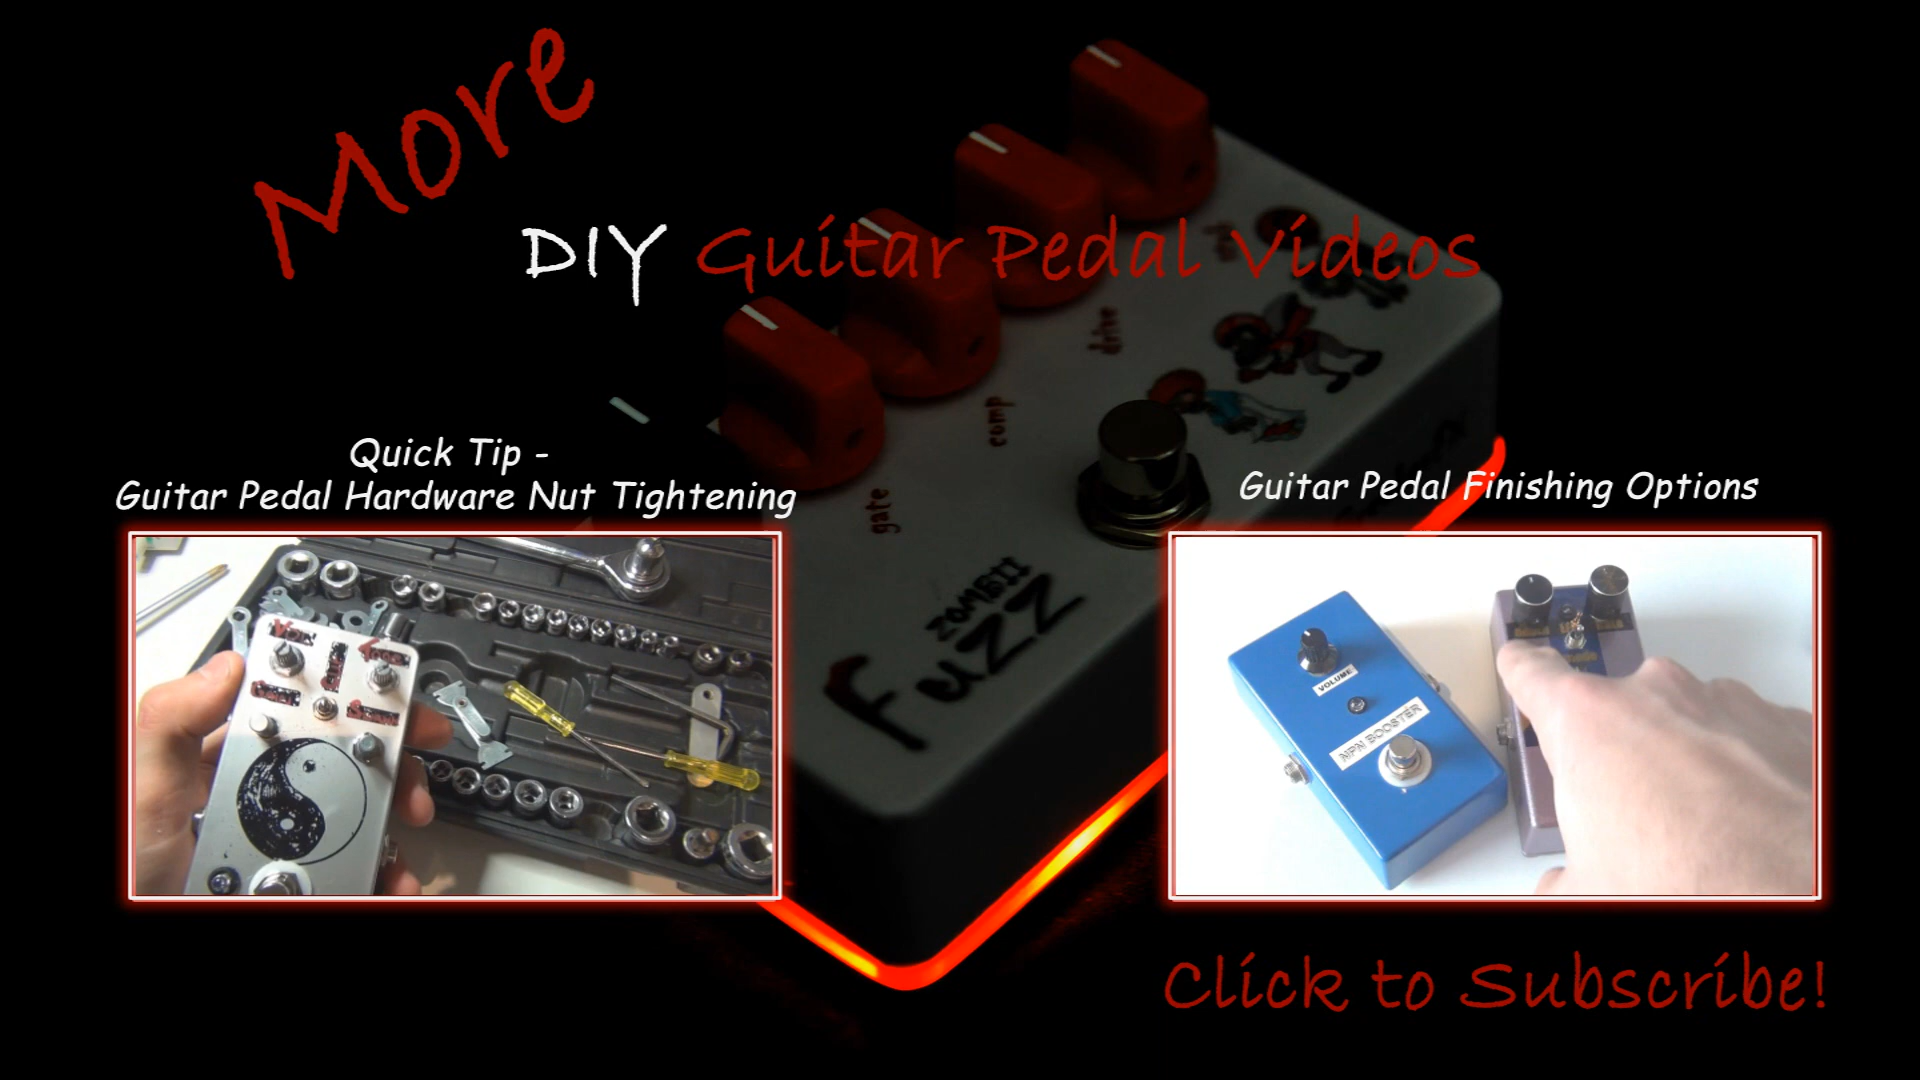 More
DIY Guitar Pedal Videos
drive
comp
gate
ZOMBII
FUZZ
Quick Tip -
Guitar Pedal Hardware Nut Tightening
Guitar Pedal Finishing Options
VOLUME
NPN BOOSTER
Click to Subscribe!